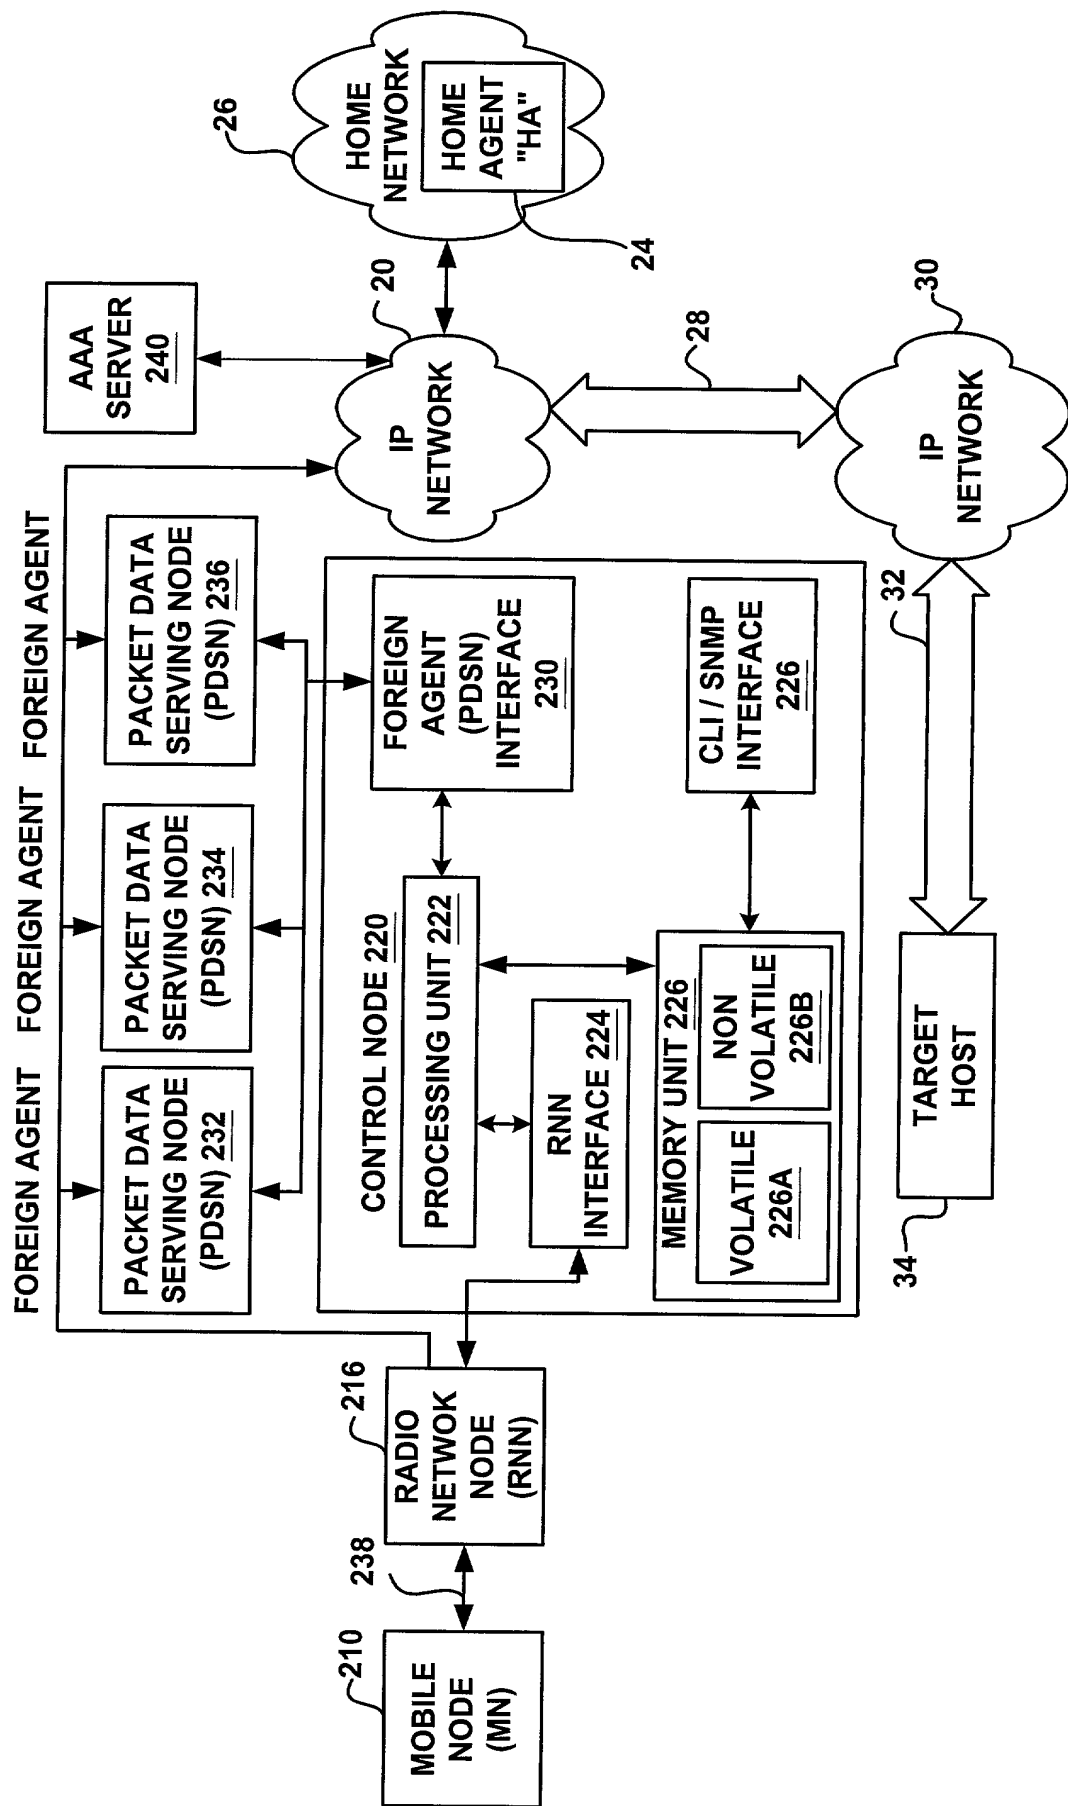 FOREIGN AGENT
FOREIGN AGENT
FOREIGN AGENT
PACKET DATA
SERVING NODE
(PDSN) 232
PACKET DATA
SERVING NODE
(PDSN) 234
PACKET DATA
SERVING NODE
(PDSN) 236
AAA
SERVER
240
26
HOME
NETWORK
HOME
AGENT
"HA"
24
20
IP
NETWORK
28
30
IP
NETWORK
32
TARGET
HOST
34
210
MOBILE
NODE
(MN)
238
216
RADIO
NETWOK
NODE
(RNN)
CONTROL NODE 220
PROCESSING UNIT 222
FOREIGN
AGENT
(PDSN)
INTERFACE
230
RNN
INTERFACE 224
MEMORY UNIT 226
VOLATILE
226A
NON
VOLATILE
226B
CLI / SNMP
INTERFACE
226